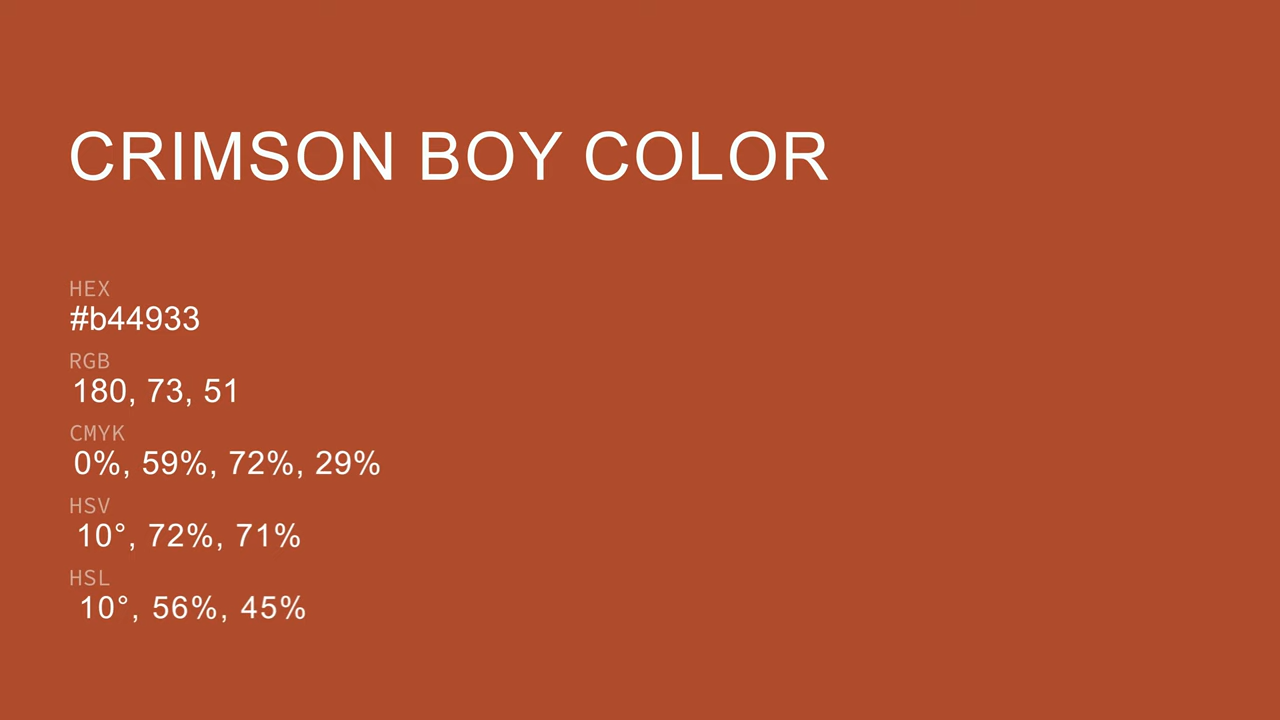 CRIMSON BOY COLOR
HEX
#b44933
RGB
180, 73, 51
CMYK
0%, 59%, 72%, 29%
HSV
10°, 72%, 71%
HSL
10°, 56%, 45%